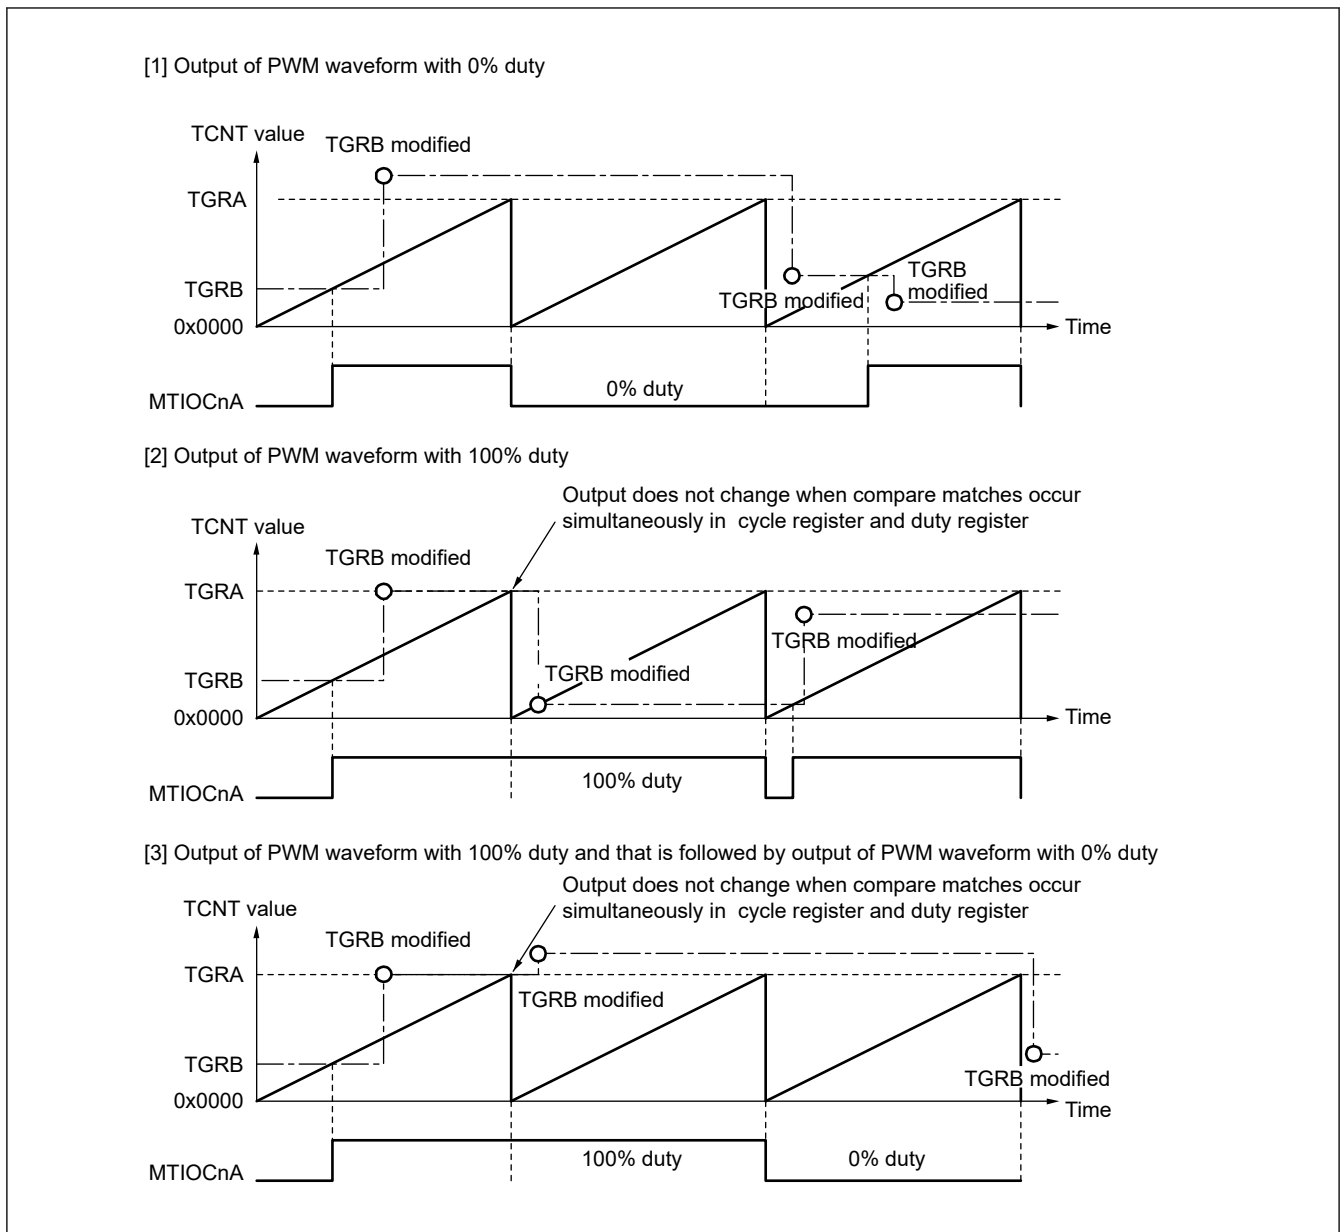 [1] Output of PWM waveform with 0% duty
TCNT value
TGRB modified
TGRA
TGRB
modified
TGRB
TGRB modified
0x0000
Time
0% duty
MTIOCnA
[2] Output of PWM waveform with 100% duty
Output does not change when compare matches occur
simultaneously in cycle register and duty register
TCNT value
TGRB modified
TGRA
TGRB modified
TGRB modified
TGRB
0x0000
Time
100% duty
MTIOCnA
[3] Output of PWM waveform with 100% duty and that is followed by output of PWM waveform with 0% duty
Output does not change when compare matches occur
simultaneously in cycle register and duty register
TCNT value
TGRB modified
TGRA
TGRB modified
TGRB
TGRB modified
0x0000
Time
100% duty
0% duty
MTIOCnA